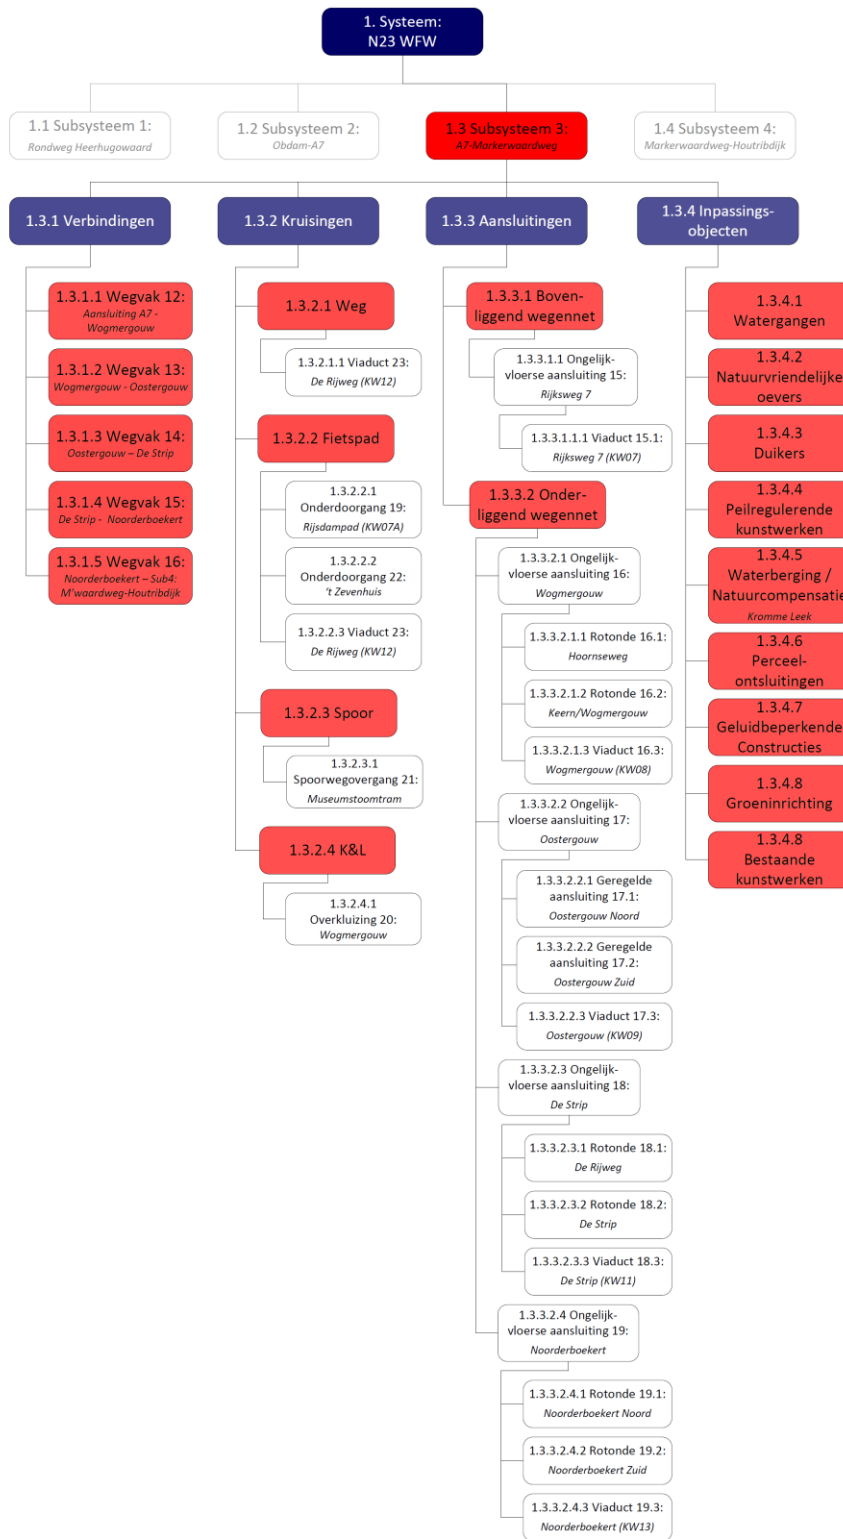 1. Systeem:
N23 WFW
1.1 Subsysteem 1:
Rondweg Heerhugowaard
1.2 Subsysteem 2:
Obdam-A7
1.3 Subsysteem 3:
A7-Markerwaardweg
1.4 Subsysteem 4:
Markerwaardweg-Houtribdijk
1.3.1 Verbindingen
1.3.1.1 Wegvak 12:
Aansluiting A7 -
Wogmergouw
1.3.1.2 Wegvak 13:
Wogmergouw - Oostergouw
1.3.1.3 Wegvak 14:
Oostergouw – De Strip
1.3.1.4 Wegvak 15:
De Strip - Noorderboekert
1.3.1.5 Wegvak 16:
Noorderboekert – Sub4:
M'waardweg-Houtribdijk
1.3.2 Kruisingen
1.3.2.1 Weg
1.3.2.1.1 Viaduct 23:
De Rijweg (KW12)
1.3.2.2 Fietspad
1.3.2.2.1
Onderdoorgang 19:
Rijsdampad (KW07A)
1.3.2.2.2
Onderdoorgang 22:
‘t Zevenhuis
1.3.2.2.3 Viaduct 23:
De Rijweg (KW12)
1.3.2.3 Spoor
1.3.2.3.1
Spoorwegovergang 21:
Museumstoomtram
1.3.2.4 K&L
1.3.2.4.1
Overkluizing 20:
Wogmergouw
1.3.3 Aansluitingen
1.3.3.1 Boven-
liggend wegennet
1.3.3.1.1 Ongelijk-
vloerse aansluiting 15:
Rijksweg 7
1.3.3.1.1.1 Viaduct 15.1:
Rijksweg 7 (KW07)
1.3.3.2 Onder-
liggend wegennet
1.3.3.2.1 Ongelijk-
vloerse aansluiting 16:
Wogmergouw
1.3.3.2.1.1 Rotonde 16.1:
Hoornseweg
1.3.3.2.1.2 Rotonde 16.2:
Keern/Wogmergouw
1.3.3.2.1.3 Viaduct 16.3:
Wogmergouw (KW08)
1.3.3.2.2 Ongelijk-
vloerse aansluiting 17:
Oostergouw
1.3.3.2.2.1 Geregelde
aansluiting 17.1:
Oostergouw Noord
1.3.3.2.2.2 Geregelde
aansluiting 17.2:
Oostergouw Zuid
1.3.3.2.2.3 Viaduct 17.3:
Oostergouw (KW09)
1.3.3.2.3 Ongelijk-
vloerse aansluiting 18:
De Strip
1.3.3.2.3.1 Rotonde 18.1:
De Rijweg
1.3.3.2.3.2 Rotonde 18.2:
De Strip
1.3.3.2.3.3 Viaduct 18.3:
De Strip (KW11)
1.3.3.2.4 Ongelijk-
vloerse aansluiting 19:
Noorderboekert
1.3.3.2.4.1 Rotonde 19.1:
Noorderboekert Noord
1.3.3.2.4.2 Rotonde 19.2:
Noorderboekert Zuid
1.3.3.2.4.3 Viaduct 19.3:
Noorderboekert (KW13)
1.3.4 Inpassings-
objecten
1.3.4.1
Watergangen
1.3.4.2
Natuurvriendelijke
oevers
1.3.4.3
Duikers
1.3.4.4
Peilregulerende
kunstwerken
1.3.4.5
Waterberging /
Natuurcompensatie
Kromme Leek
1.3.4.6
Perceel-
ontsluitingen
1.3.4.7
Geluidbeperkende
Constructies
1.3.4.8
Groeninrichting
1.3.4.8
Bestaande
kunstwerken